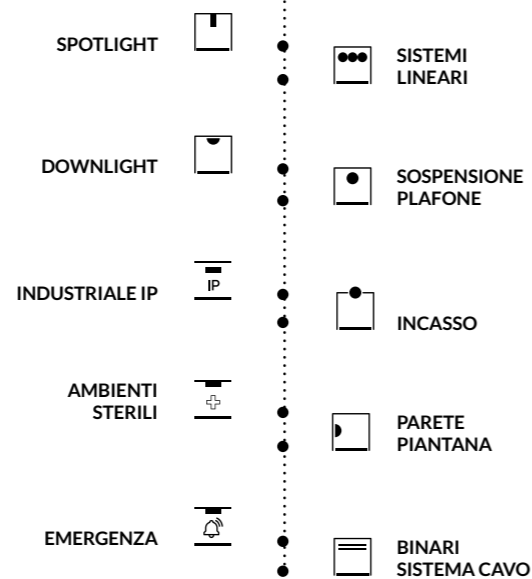 SPOTLIGHT
SISTEMI
LINEARI
DOWNLIGHT
SOSPENSIONE
PLAFONE
IP
INDUSTRIALE IP
INCASSO
AMBIENTI
STERILI
PARETE
PIANTANA
EMERGENZA
BINARI
SISTEMA CAVO